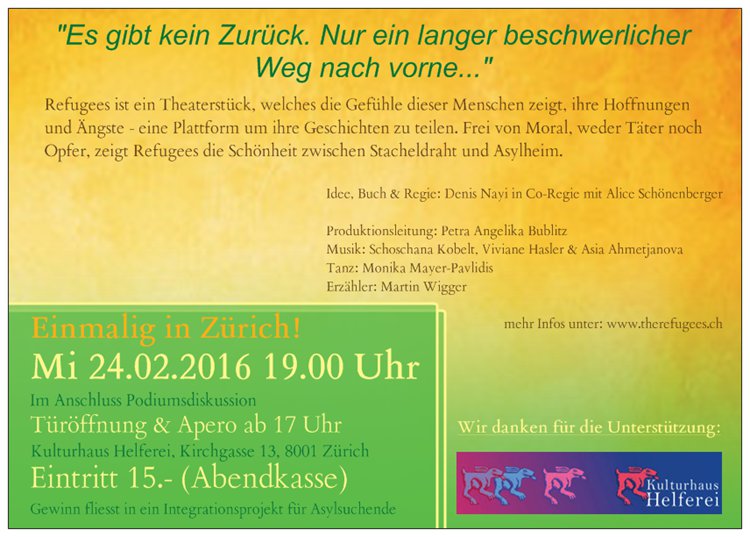 "Es gibt kein Zurück. Nur ein langer beschwerlicher
Weg nach vorne..."
Refugees ist ein Theaterstück, welches die Gefühle dieser Menschen zeigt, ihre Hoffnungen
und Ängste - eine Plattform um ihre Geschichten zu teilen. Frei von Moral, weder Täter noch
Opfer, zeigt Refugees die Schönheit zwischen Stacheldraht und Asylheim.
Idee, Buch & Regie: Denis Nayi in Co-Regie mit Alice Schönenberger
Produktionsleitung: Petra Angelika Bublitz
Musik: Schoschana Kobelt, Viviane Hasler & Asia Ahmetjanova
Tanz: Monika Mayer-Pavlidis
Erzähler: Martin Wigger
mehr Infos unter: www.therefugees.ch
Einmalig in Zürich!
Mi 24.02.2016 19.00 Uhr
Im Anschluss Podiumsdiskussion
Türöffnung & Apero ab 17 Uhr
Kulturhaus Helferei, Kirchgasse 13, 8001 Zürich
Eintritt 15.- (Abendkasse)
Gewinn fliesst in ein Integrationsprojekt für Asylsuchende
Wir danken für die Unterstützung:
Kulturhaus
Helferei